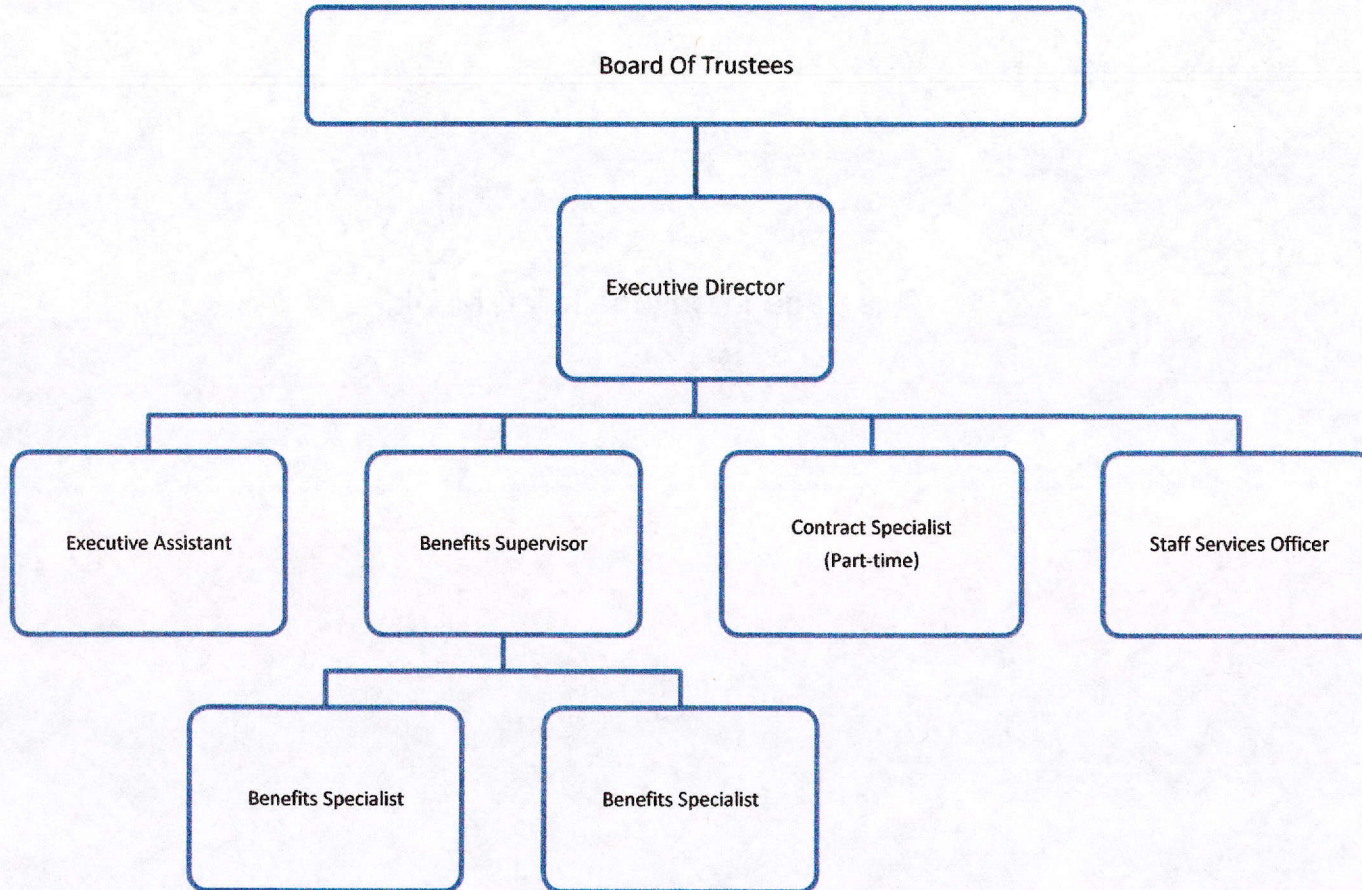 Board Of Trustees
Executive Director
Executive Assistant
Benefits Supervisor
Contract Specialist
(Part-time)
Staff Services Officer
Benefits Specialist
Benefits Specialist